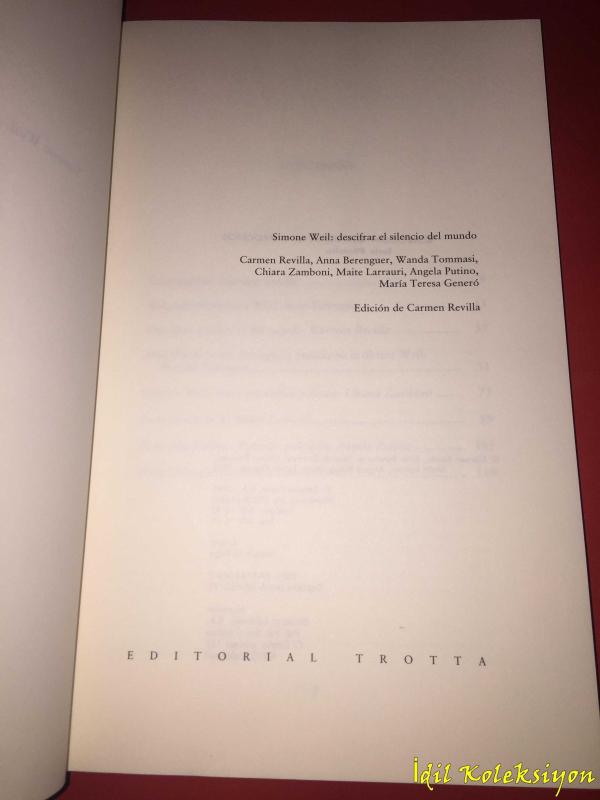 Simone Weil: descifrar el silencio del mundo
Carmen Revilla, Anna Berenguer, Wanda Tommasi,
Chiara Zamboni, Maite Larrauri, Angela Putino,
María Teresa Generó
Edición de Carmen Revilla
EDITORIAL TROTTA
İdil Koleksiyon